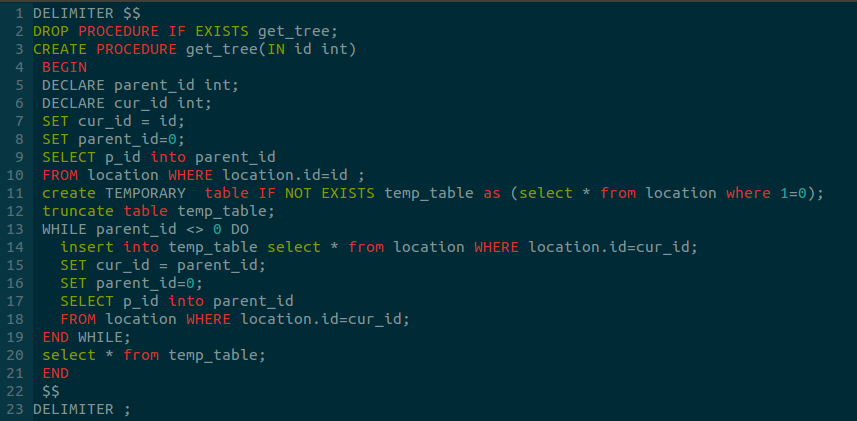 1 DELIMITER $$
2 DROP PROCEDURE IF EXISTS get_tree;
3 CREATE PROCEDURE get_tree(IN id int)
4  BEGIN
5  DECLARE parent_id int;
6  DECLARE cur_id int;
7  SET cur_id = id;
8  SET parent_id=0;
9  SELECT p_id into parent_id
10  FROM location WHERE location.id=id ;
11  create TEMPORARY  table IF NOT EXISTS temp_table as (select * from location where 1=0);
12  truncate table temp_table;
13  WHILE parent_id <> 0 DO
14    insert into temp_table select * from location WHERE location.id=cur_id;
15    SET cur_id = parent_id;
16    SET parent_id=0;
17    SELECT p_id into parent_id
18    FROM location WHERE location.id=cur_id;
19  END WHILE;
20  select * from temp_table;
21  END
22  $$
23 DELIMITER ;